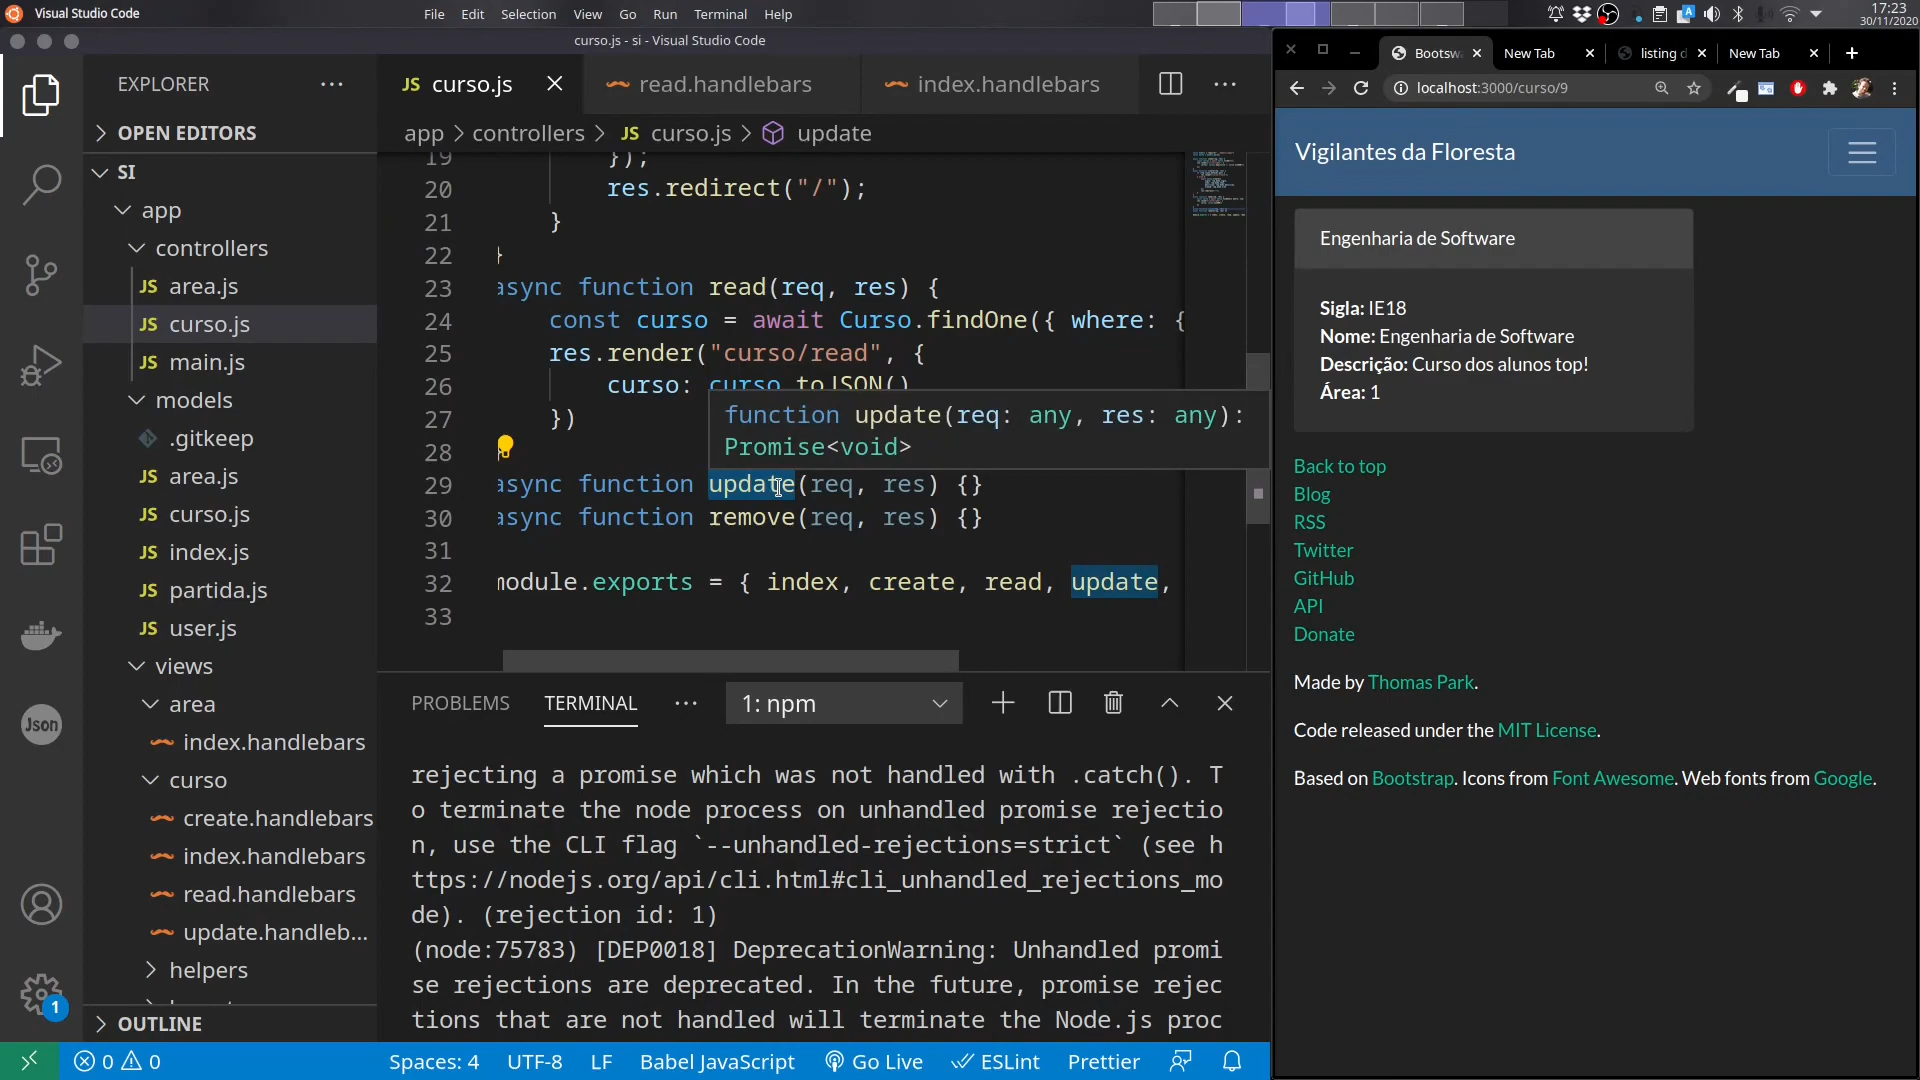 Visual Studio Code
File Edit Selection View Go Run Terminal Help
17:23
30/11/2020
curso.js - si - Visual Studio Code
EXPLORER
OPEN EDITORS
SI
app
controllers
JS area.js
JS curso.js
JS main.js
models
.gitkeep
JS area.js
JS curso.js
JS index.js
JS partida.js
JS user.js
views
area
index.handlebars
curso
create.handlebars
index.handlebars
read.handlebars
update.handleb...
helpers
OUTLINE
Json
1
JS curso.js
read.handlebars
index.handlebars
app > controllers > JS curso.js > update
19 });
20 res.redirect("/");
21 }
22 }
23 async function read(req, res) {
24 const curso = await Curso.findOne({ where: {
25 res.render("curso/read", {
26 curso: curso.toJSON()
27 })
28
function update(req: any, res: any):
Promise<void>
29 async function update(req, res) {}
30 async function remove(req, res) {}
31
32 module.exports = { index, create, read, update,
33
PROBLEMS TERMINAL ... 1: npm
rejecting a promise which was not handled with .catch(). T
o terminate the node process on unhandled promise rejectio
n, use the CLI flag `--unhandled-rejections=strict` (see h
ttps://nodejs.org/api/cli.html#cli_unhandled_rejections_mo
de). (rejection id: 1)
(node:75783) [DEP0018] DeprecationWarning: Unhandled promi
se rejections are deprecated. In the future, promise rejec
tions that are not handled will terminate the Node.js proc
0 0 Spaces: 4 UTF-8 LF Babel JavaScript Go Live ESLint Prettier
Bootsw New Tab listing d New Tab
localhost:3000/curso/9
Vigilantes da Floresta
Engenharia de Software
Sigla: IE18
Nome: Engenharia de Software
Descrição: Curso dos alunos top!
Área: 1
Back to top
Blog
RSS
Twitter
GitHub
API
Donate
Made by Thomas Park.
Code released under the MIT License.
Based on Bootstrap. Icons from Font Awesome. Web fonts from Google.